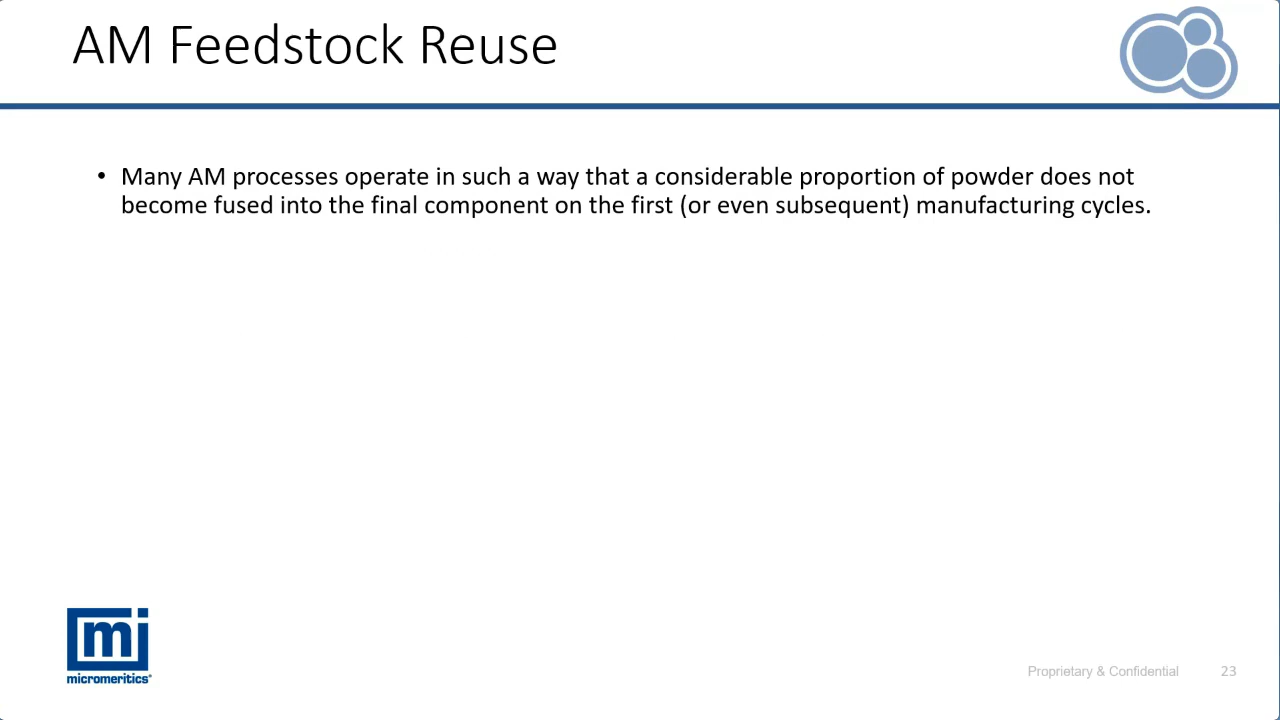 AM Feedstock Reuse
• Many AM processes operate in such a way that a considerable proportion of powder does not
become fused into the final component on the first (or even subsequent) manufacturing cycles.
mi
micromeritics®
Proprietary & Confidential 23